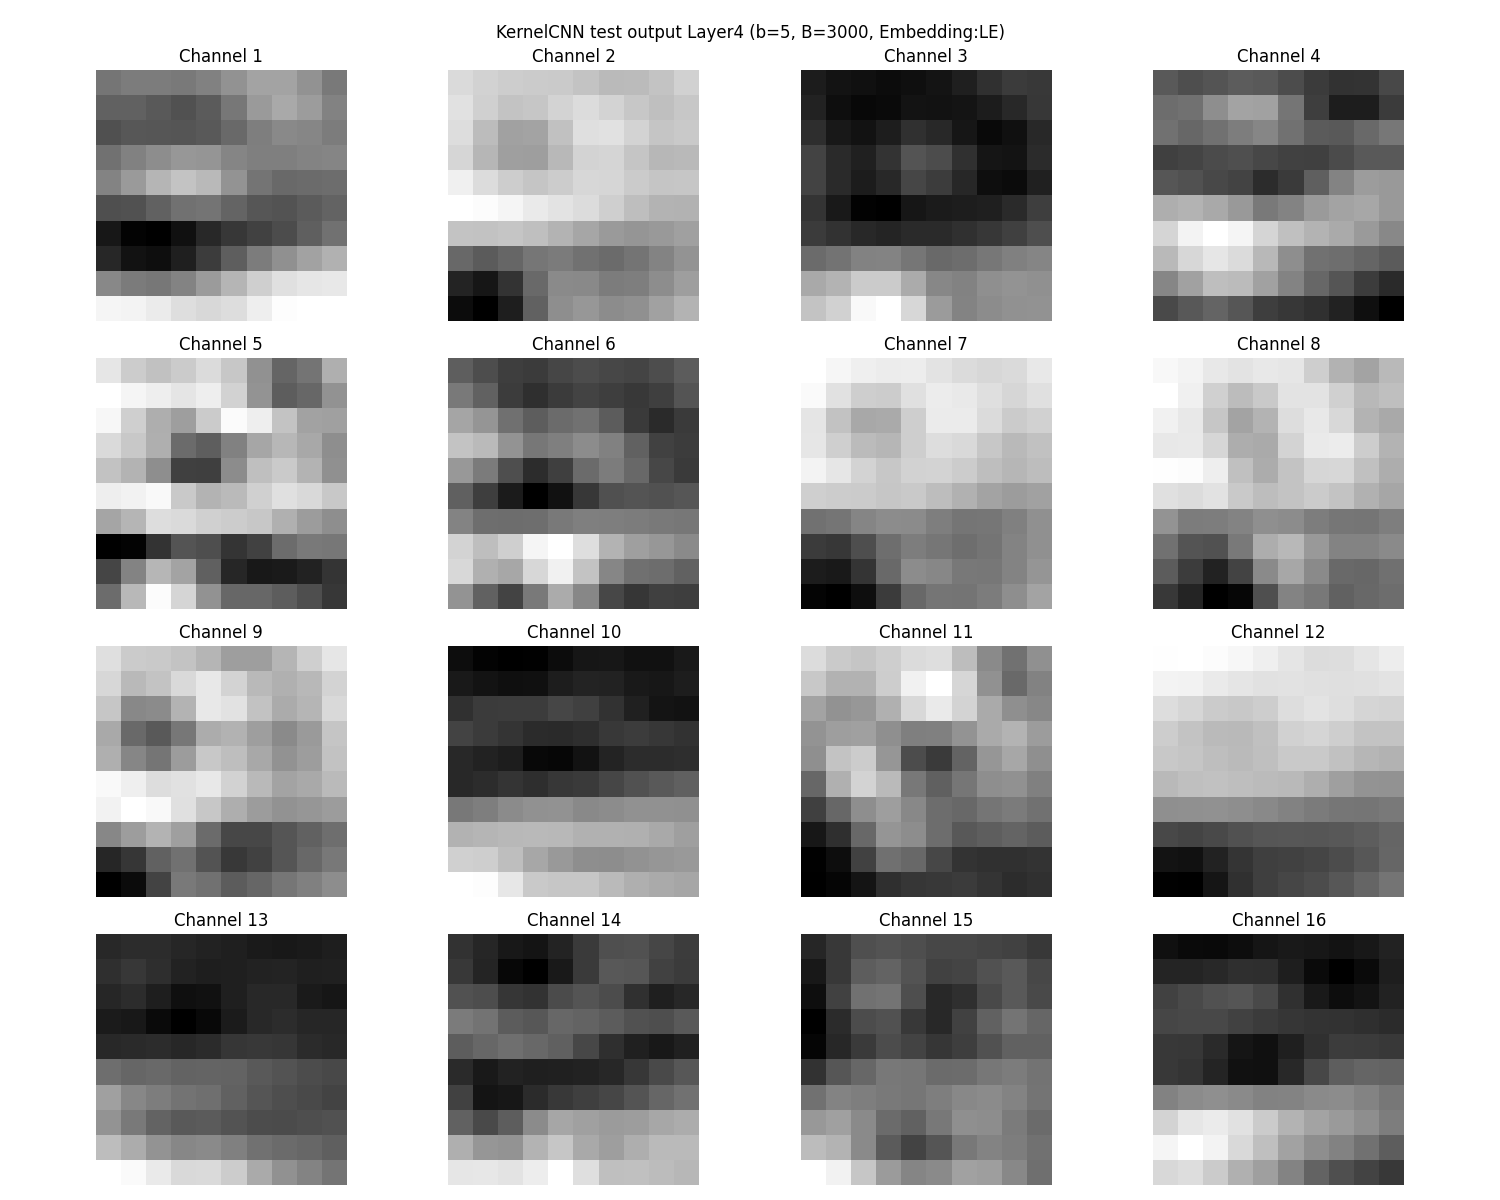 KernelCNN test output Layer4 (b=5, B=3000, Embedding:LE)
Channel 1
Channel 2
Channel 3
Channel 4
Channel 5
Channel 6
Channel 7
Channel 8
Channel 9
Channel 10
Channel 11
Channel 12
Channel 13
Channel 14
Channel 15
Channel 16